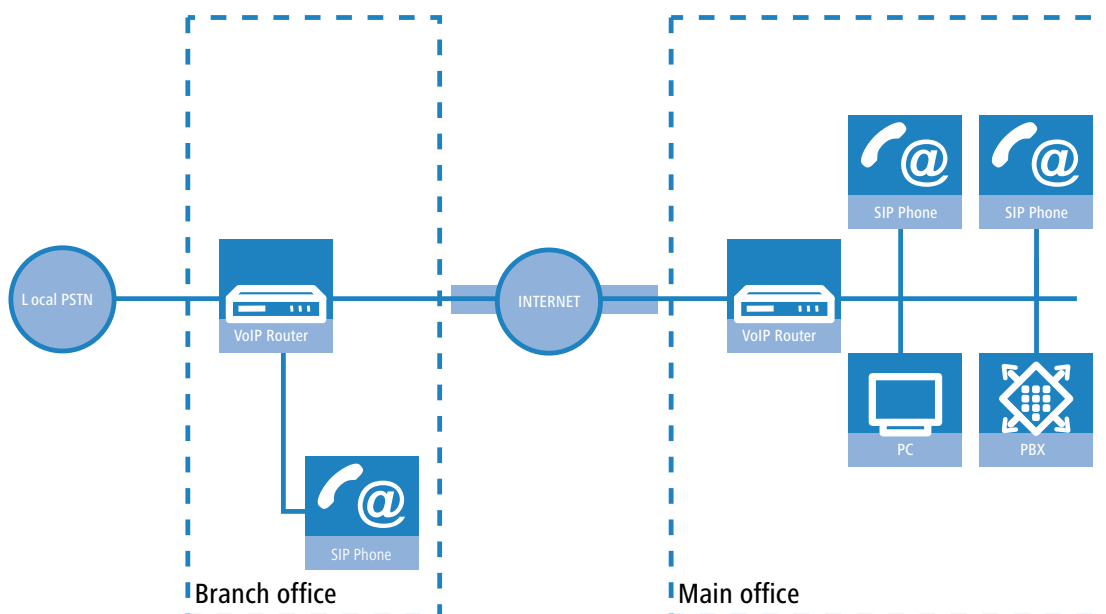 SIP Phone
SIP Phone
Local PSTN
INTERNET
VoIP Router
VoIP Router
PC
PBX
SIP Phone
Branch office
Main office